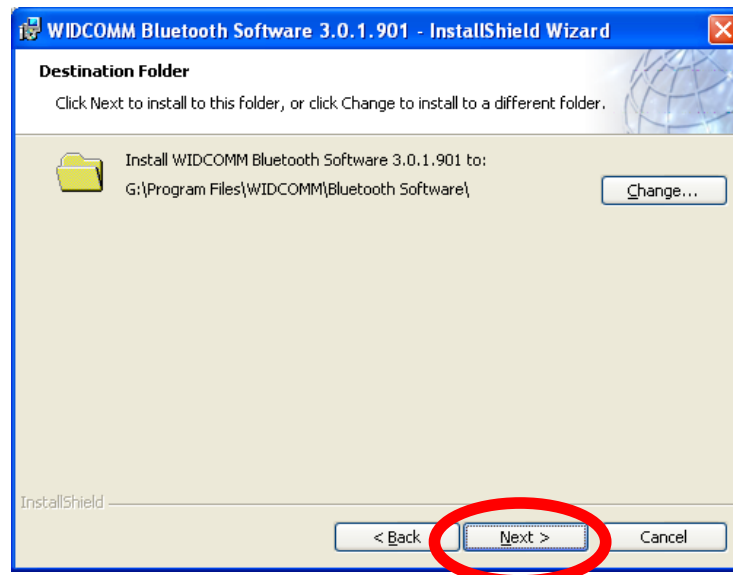 WIDCOMM Bluetooth Software 3.0.1.901 - InstallShield Wizard
Destination Folder
Click Next to install to this folder, or click Change to install to a different folder.
Install WIDCOMM Bluetooth Software 3.0.1.901 to:
G:\Program Files\WIDCOMM\Bluetooth Software\
Change...
InstallShield
< Back
Next >
Cancel